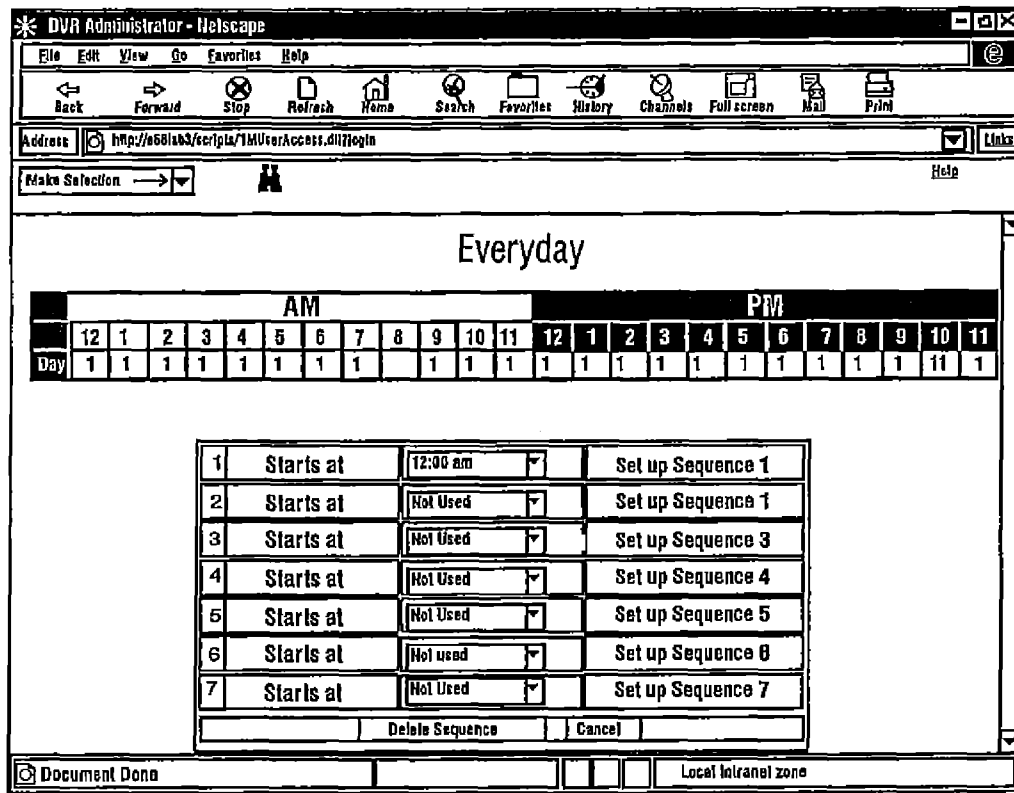 DVR Administrator - Netscape
File Edit View Go Favorites Help
Back Forward Stop Refresh Home Search Favorites History Channels Full screen Mail Print
Address http://s58lab3/scripts/1MUserAccess.dll?login Links
Make Selection Help
Everyday
AM PM
12 1 2 3 4 5 6 7 8 9 10 11 12 1 2 3 4 5 6 7 8 9 10 11
Day 1 1 1 1 1 1 1 1 1 1 1 1 1 1 1 1 1 1 1 1 1 11 1
1 Starts at 12:00 am Set up Sequence 1
2 Starts at Not Used Set up Sequence 1
3 Starts at Not Used Set up Sequence 3
4 Starts at Not Used Set up Sequence 4
5 Starts at Not Used Set up Sequence 5
6 Starts at Not used Set up Sequence 6
7 Starts at Not Used Set up Sequence 7
Delete Sequence Cancel
Document Done Local Intranet zone